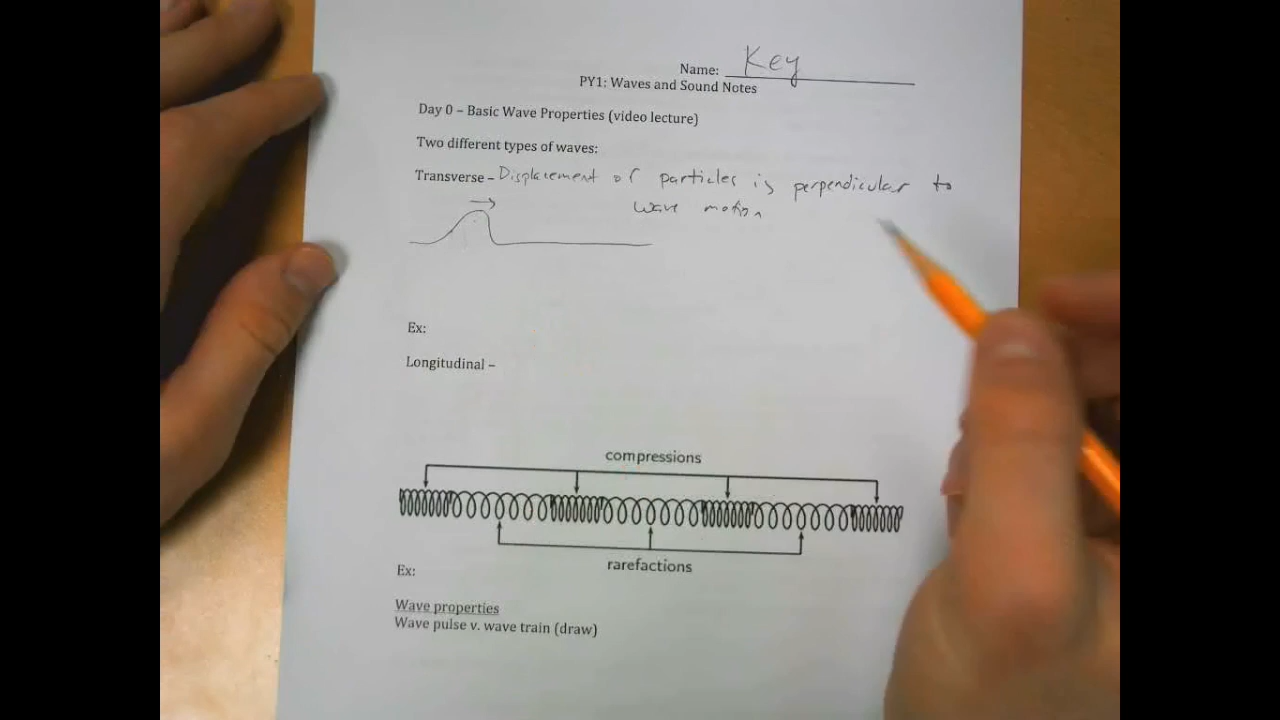 Name: Key
PY1: Waves and Sound Notes
Day 0 – Basic Wave Properties (video lecture)
Two different types of waves:
Transverse – Displacement of particles is perpendicular to
wave motion
Ex:
Longitudinal –
compressions
rarefactions
Ex:
Wave properties
Wave pulse v. wave train (draw)